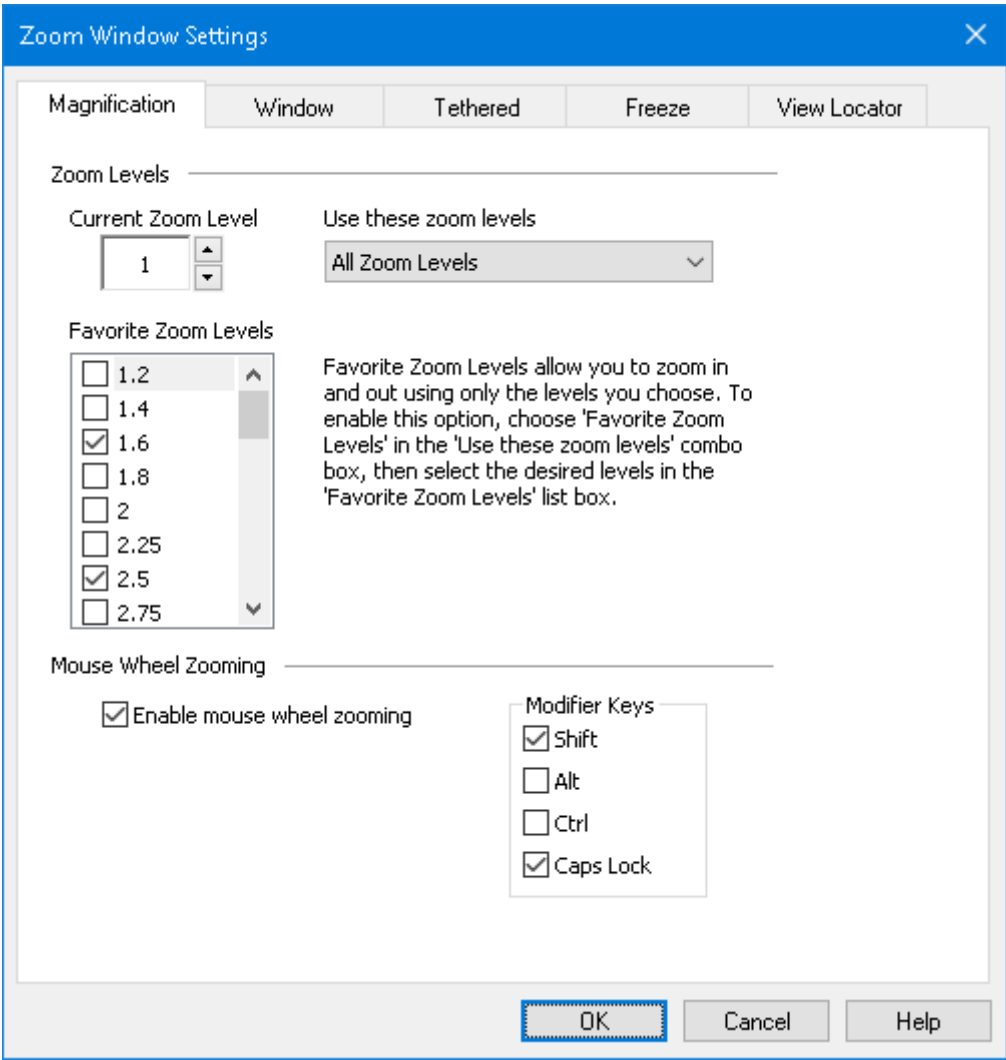 Zoom Window Settings
Magnification Window Tethered Freeze View Locator
Zoom Levels
Current Zoom Level
1
Use these zoom levels
All Zoom Levels
Favorite Zoom Levels
1.2
1.4
1.6
1.8
2
2.25
2.5
2.75
Favorite Zoom Levels allow you to zoom in
and out using only the levels you choose. To
enable this option, choose 'Favorite Zoom
Levels' in the 'Use these zoom levels' combo
box, then select the desired levels in the
'Favorite Zoom Levels' list box.
Mouse Wheel Zooming
Enable mouse wheel zooming
Modifier Keys
Shift
Alt
Ctrl
Caps Lock
OK Cancel Help